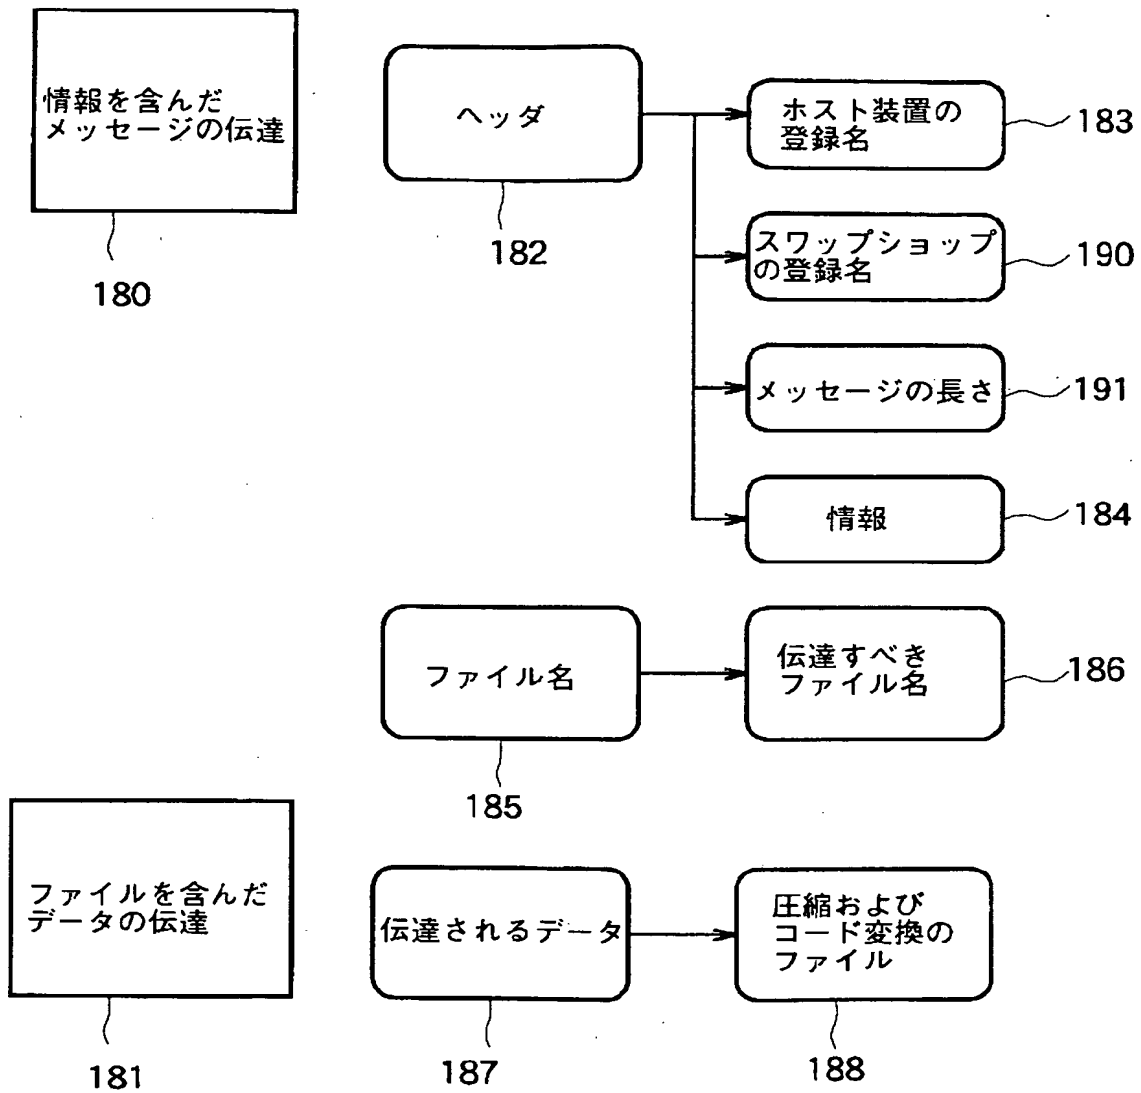 情報を含んだ
メッセージの伝達
180
ヘッダ
182
ホスト装置の
登録名
183
スワップショップ
の登録名
190
メッセージの長さ
191
情報
184
ファイル名
185
伝達すべき
ファイル名
186
ファイルを含んだ
データの伝達
181
伝達されるデータ
187
圧縮および
コード変換の
ファイル
188